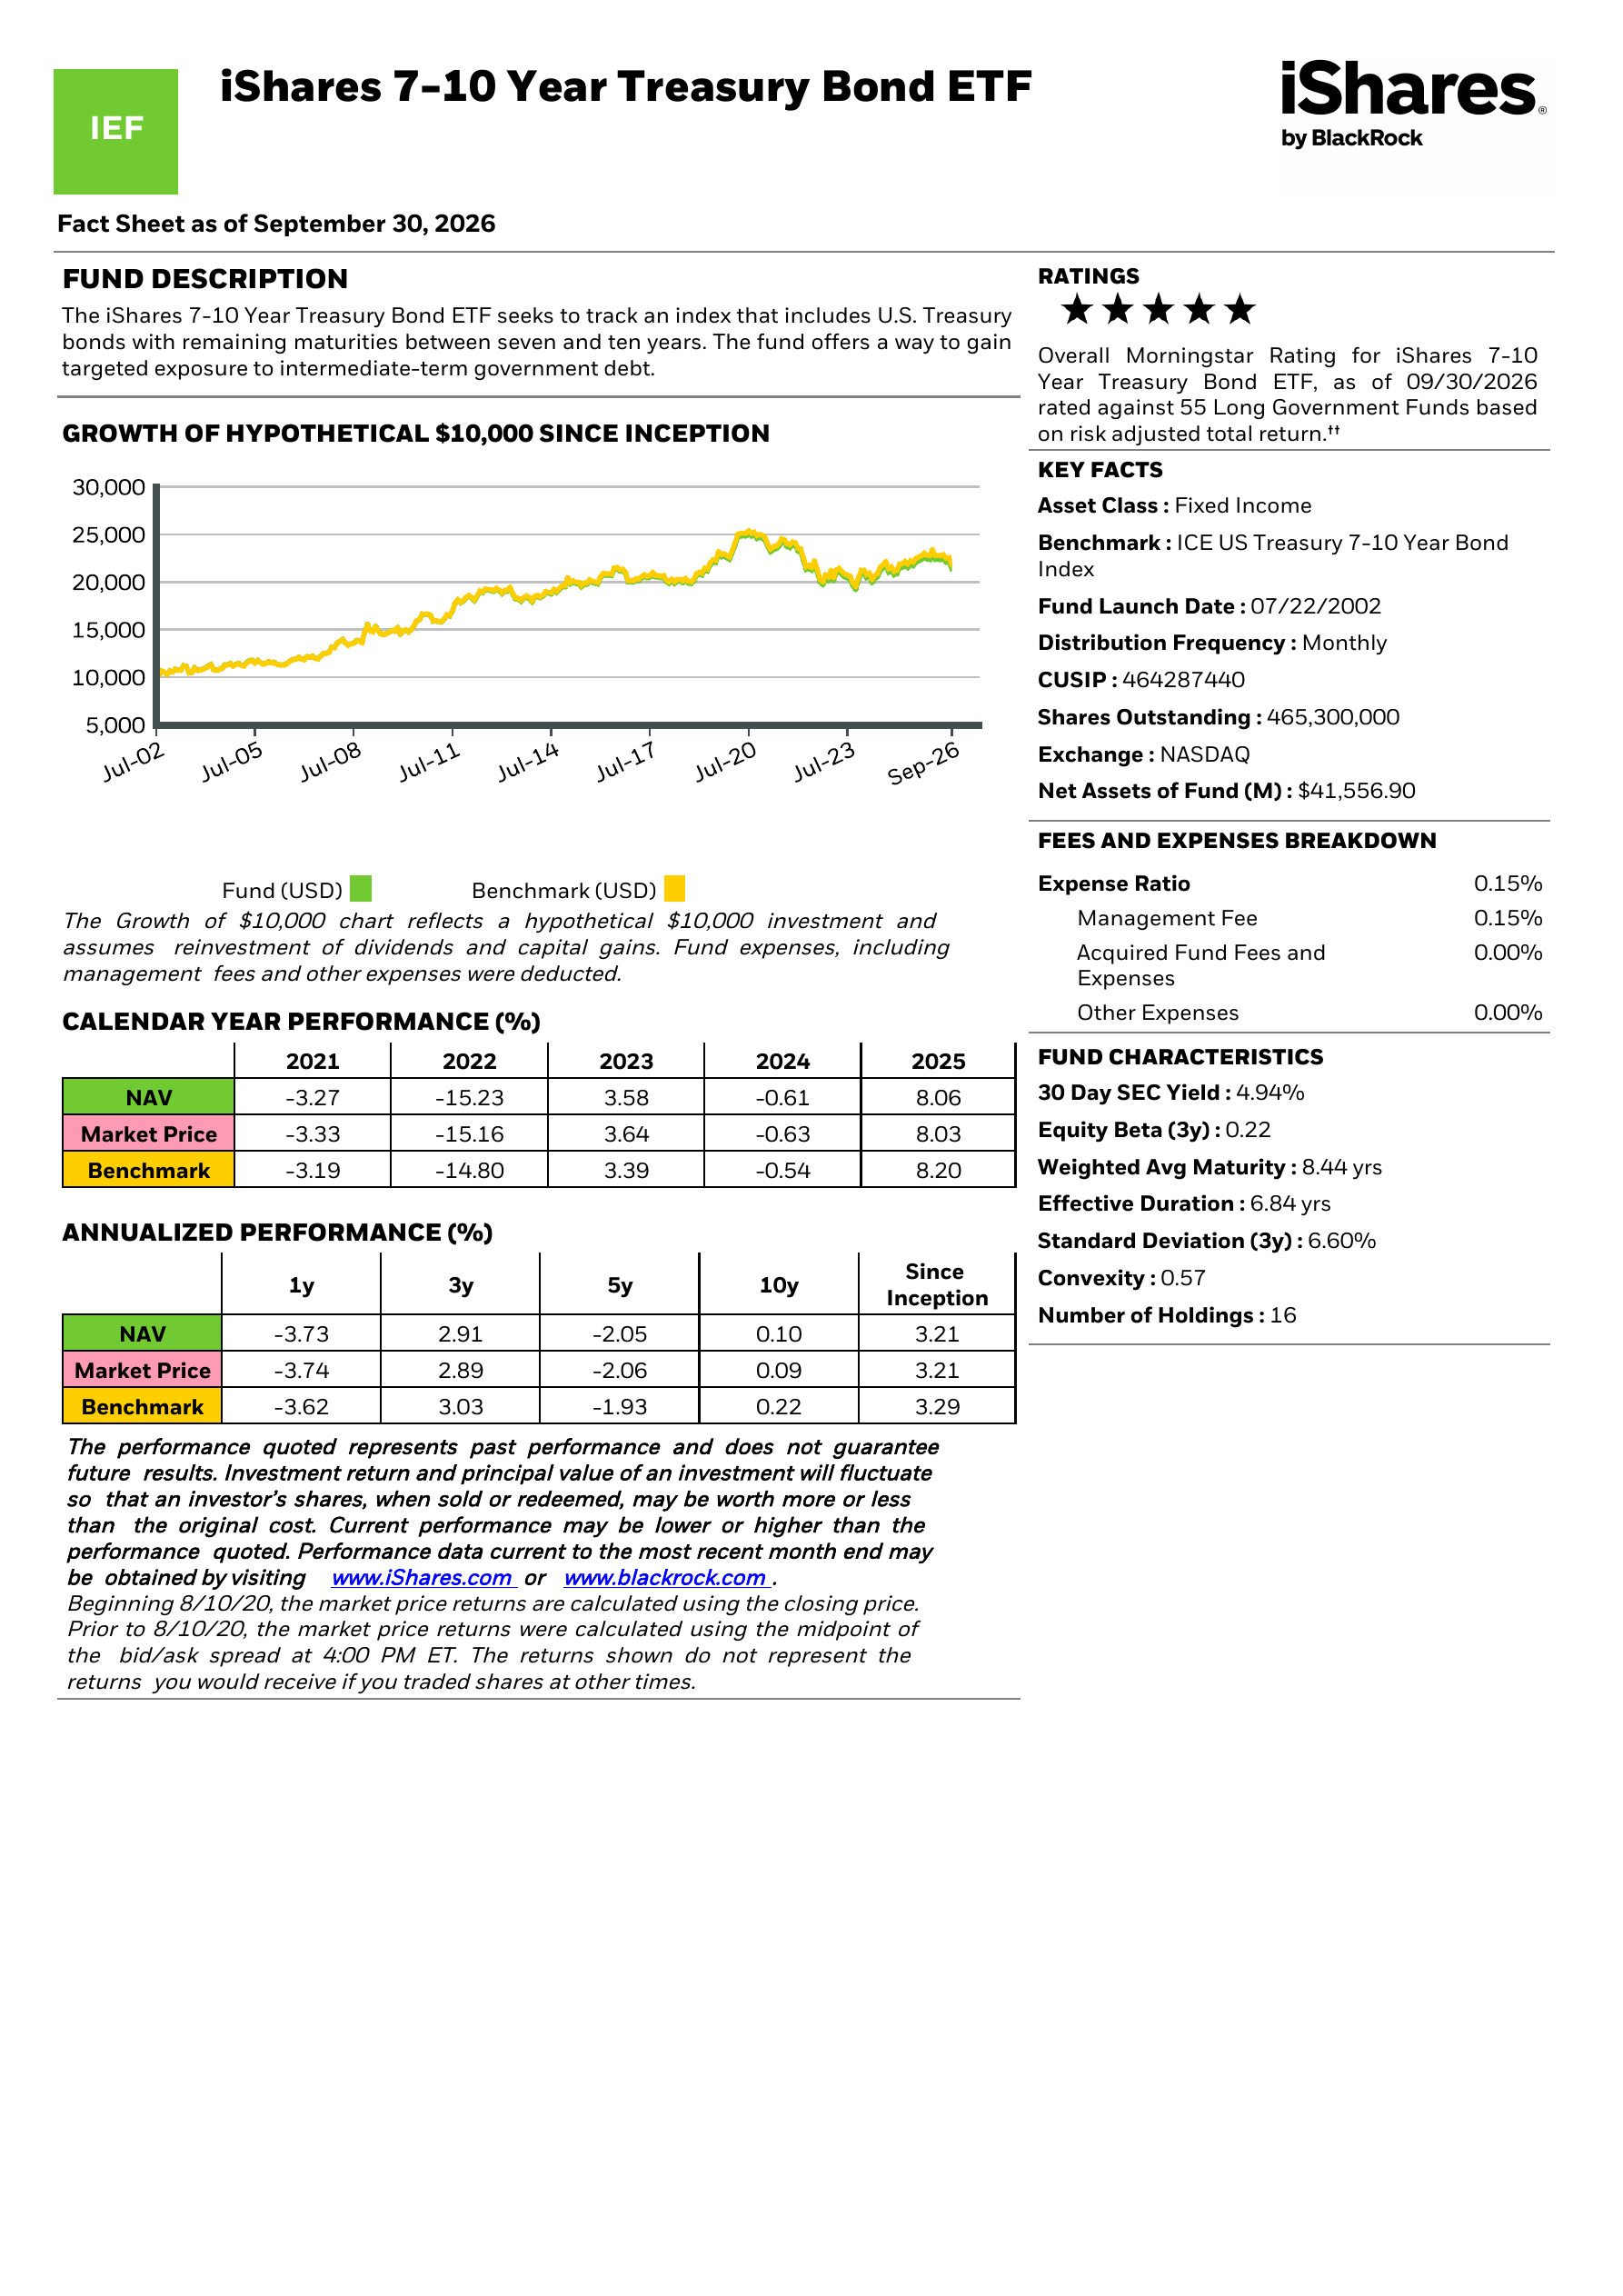 IEF
iShares 7-10 Year Treasury Bond ETF
iShares®
by BlackRock
Fact Sheet as of September 30, 2026
FUND DESCRIPTION
The iShares 7-10 Year Treasury Bond ETF seeks to track an index that includes U.S. Treasury
bonds with remaining maturities between seven and ten years. The fund offers a way to gain
targeted exposure to intermediate-term government debt.
GROWTH OF HYPOTHETICAL $10,000 SINCE INCEPTION
30,000
25,000
20,000
15,000
10,000
5,000
Jul-02 Jul-05 Jul-08 Jul-11 Jul-14 Jul-17 Jul-20 Jul-23 Sep-26
Fund (USD) Benchmark (USD)
The Growth of $10,000 chart reflects a hypothetical $10,000 investment and
assumes reinvestment of dividends and capital gains. Fund expenses, including
management fees and other expenses were deducted.
CALENDAR YEAR PERFORMANCE (%)
2021 2022 2023 2024 2025
NAV -3.27 -15.23 3.58 -0.61 8.06
Market Price -3.33 -15.16 3.64 -0.63 8.03
Benchmark -3.19 -14.80 3.39 -0.54 8.20
ANNUALIZED PERFORMANCE (%)
1y 3y 5y 10y Since
Inception
NAV -3.73 2.91 -2.05 0.10 3.21
Market Price -3.74 2.89 -2.06 0.09 3.21
Benchmark -3.62 3.03 -1.93 0.22 3.29
The performance quoted represents past performance and does not guarantee
future results. Investment return and principal value of an investment will fluctuate
so that an investor’s shares, when sold or redeemed, may be worth more or less
than the original cost. Current performance may be lower or higher than the
performance quoted. Performance data current to the most recent month end may
be obtained by visiting www.iShares.com or www.blackrock.com .
Beginning 8/10/20, the market price returns are calculated using the closing price.
Prior to 8/10/20, the market price returns were calculated using the midpoint of
the bid/ask spread at 4:00 PM ET. The returns shown do not represent the
returns you would receive if you traded shares at other times.
RATINGS
★★★★★
Overall Morningstar Rating for iShares 7-10
Year Treasury Bond ETF, as of 09/30/2026
rated against 55 Long Government Funds based
on risk adjusted total return.††
KEY FACTS
Asset Class : Fixed Income
Benchmark : ICE US Treasury 7-10 Year Bond
Index
Fund Launch Date : 07/22/2002
Distribution Frequency : Monthly
CUSIP : 464287440
Shares Outstanding : 465,300,000
Exchange : NASDAQ
Net Assets of Fund (M) : $41,556.90
FEES AND EXPENSES BREAKDOWN
Expense Ratio 0.15%
Management Fee 0.15%
Acquired Fund Fees and 0.00%
Expenses
Other Expenses 0.00%
FUND CHARACTERISTICS
30 Day SEC Yield : 4.94%
Equity Beta (3y) : 0.22
Weighted Avg Maturity : 8.44 yrs
Effective Duration : 6.84 yrs
Standard Deviation (3y) : 6.60%
Convexity : 0.57
Number of Holdings : 16